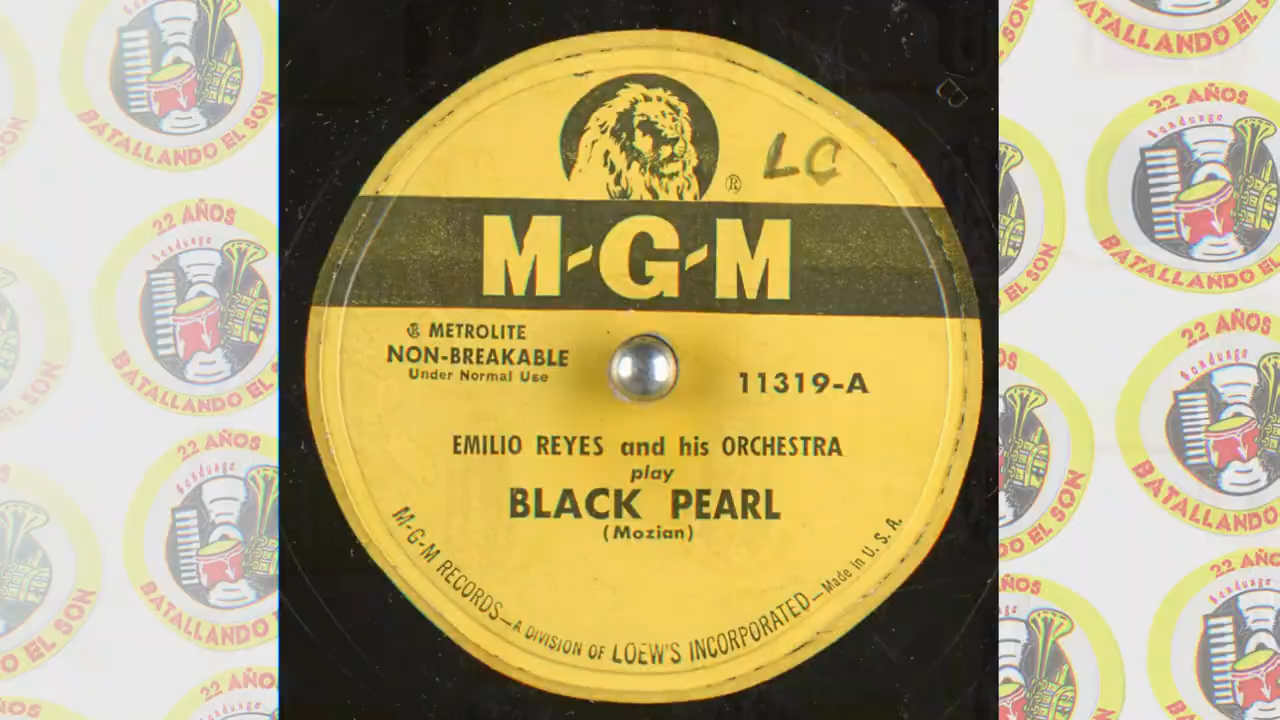 LC
®
M-G-M
® METROLITE
NON-BREAKABLE
Under Normal Use
11319-A
EMILIO REYES and his ORCHESTRA
play
BLACK PEARL
(Mozian)
M-G-M RECORDS—A DIVISION OF LOEW'S INCORPORATED—Made in U. S. A.
22 AÑOS
bandunga
BATALLANDO EL SON